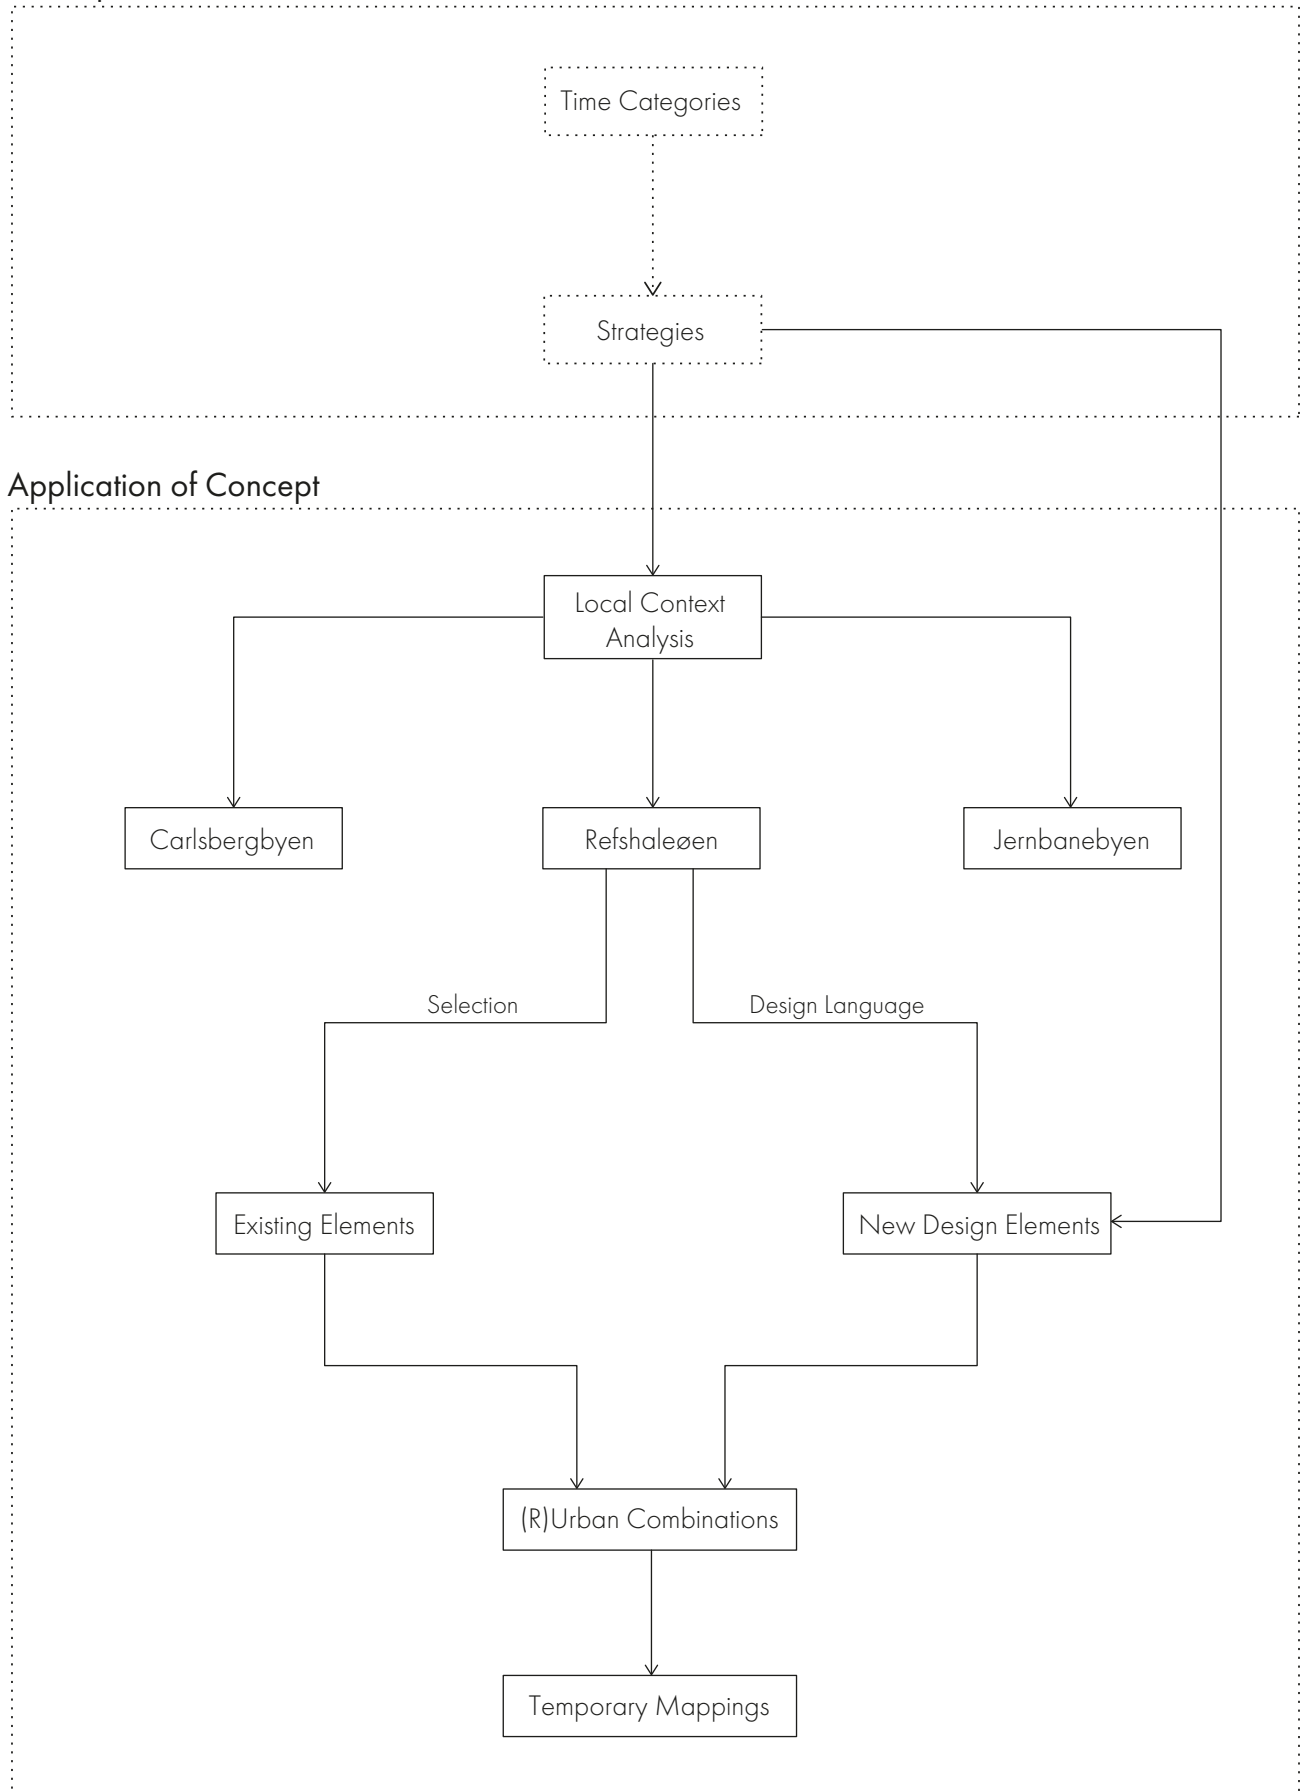 Time Categories
Strategies
Application of Concept
Local Context
Analysis
Carlsbergbyen
Refshaleøen
Jernbanebyen
Selection
Design Language
Existing Elements
New Design Elements
(R)Urban Combinations
Temporary Mappings